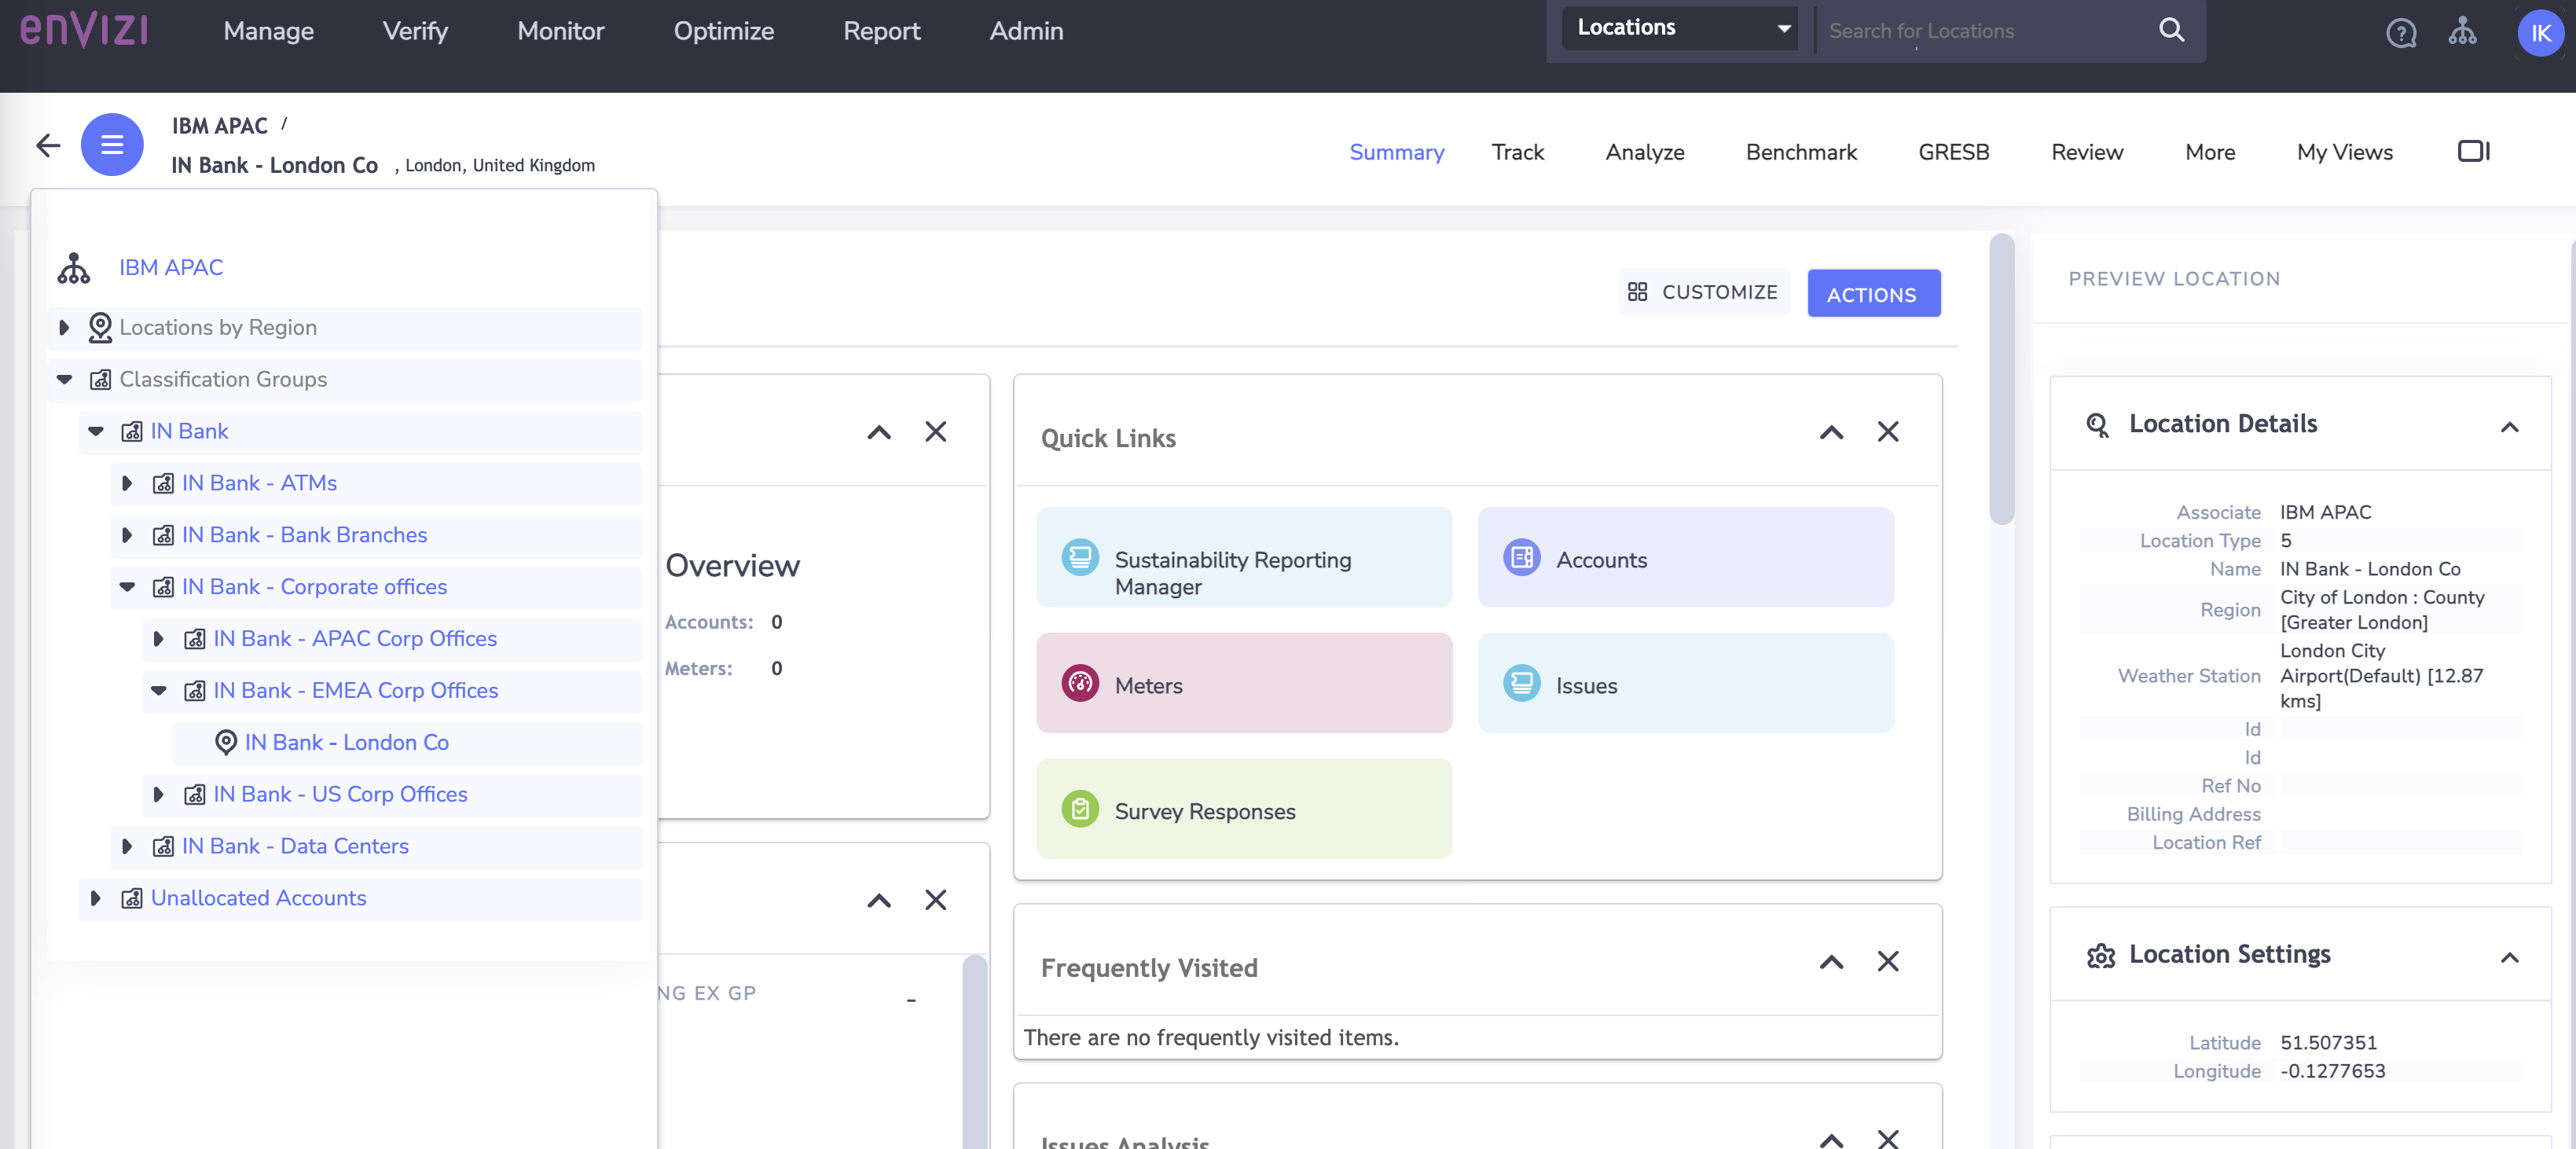 enVIZI
Manage
Verify
Monitor
Optimize
Report
Admin
Locations
Search for Locations
IK
IBM APAC /
IN Bank - London Co , London, United Kingdom
Summary
Track
Analyze
Benchmark
GRESB
Review
More
My Views
IBM APAC
Locations by Region
Classification Groups
IN Bank
IN Bank - ATMs
IN Bank - Bank Branches
IN Bank - Corporate offices
IN Bank - APAC Corp Offices
IN Bank - EMEA Corp Offices
IN Bank - London Co
IN Bank - US Corp Offices
IN Bank - Data Centers
Unallocated Accounts
CUSTOMIZE
ACTIONS
Overview
Accounts: 0
Meters: 0
NG EX GP
-
Quick Links
Sustainability Reporting
Manager
Accounts
Meters
Issues
Survey Responses
Frequently Visited
There are no frequently visited items.
Issues Analysis
PREVIEW LOCATION
Location Details
Associate IBM APAC
Location Type 5
Name IN Bank - London Co
Region City of London : County
[Greater London]
Weather Station London City
Airport(Default) [12.87
kms]
Id
Id
Ref No
Billing Address
Location Ref
Location Settings
Latitude 51.507351
Longitude -0.1277653